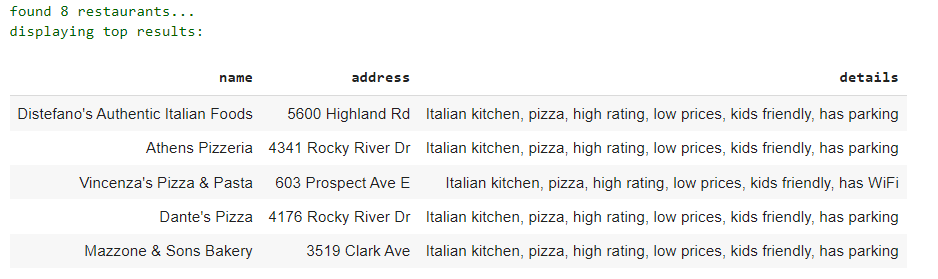 found 8 restaurants...
displaying top results:
name address details
Distefano's Authentic Italian Foods 5600 Highland Rd Italian kitchen, pizza, high rating, low prices, kids friendly, has parking
Athens Pizzeria 4341 Rocky River Dr Italian kitchen, pizza, high rating, low prices, kids friendly, has parking
Vincenza's Pizza & Pasta 603 Prospect Ave E Italian kitchen, pizza, high rating, low prices, kids friendly, has WiFi
Dante's Pizza 4176 Rocky River Dr Italian kitchen, pizza, high rating, low prices, kids friendly, has parking
Mazzone & Sons Bakery 3519 Clark Ave Italian kitchen, pizza, high rating, low prices, kids friendly, has parking